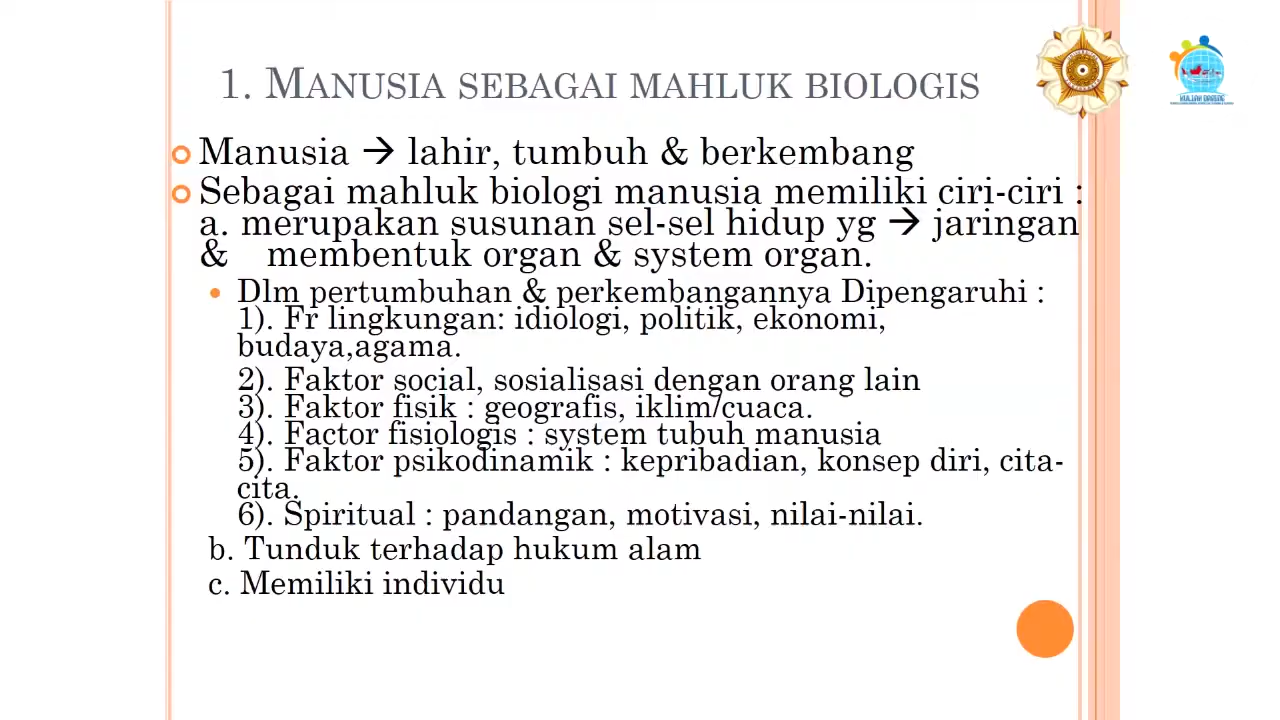 1. MANUSIA SEBAGAI MAHLUK BIOLOGIS
Manusia → lahir, tumbuh & berkembang
Sebagai mahluk biologi manusia memiliki ciri-ciri :
a. merupakan susunan sel-sel hidup yg → jaringan
& membentuk organ & system organ.
Dlm pertumbuhan & perkembangannya Dipengaruhi :
1). Fr lingkungan: idiologi, politik, ekonomi,
budaya,agama.
2). Faktor social, sosialisasi dengan orang lain
3). Faktor fisik : geografis, iklim/cuaca.
4). Factor fisiologis : system tubuh manusia
5). Faktor psikodinamik : kepribadian, konsep diri, cita-
cita.
6). Spiritual : pandangan, motivasi, nilai-nilai.
b. Tunduk terhadap hukum alam
c. Memiliki individu
KULIAH DARING